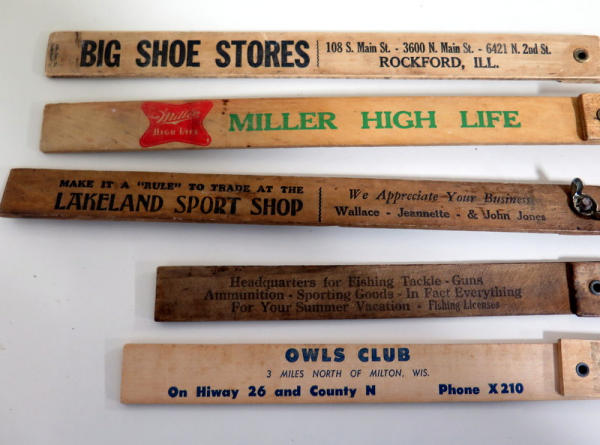 BIG SHOE STORES
108 S. Main St. - 3600 N. Main St. - 6421 N. 2nd St.
ROCKFORD, ILL.
Miller
HIGH LIFE
MILLER HIGH LIFE
MAKE IT A "RULE" TO TRADE AT THE
LAKELAND SPORT SHOP
We Appreciate Your Business
Wallace - Jeannette - & John Jones
Headquarters for Fishing Tackle - Guns
Ammunition - Sporting Goods - In Fact Everything
For Your Summer Vacation - Fishing Licenses
OWLS CLUB
3 MILES NORTH OF MILTON, WIS.
On Hiway 26 and County N Phone X210